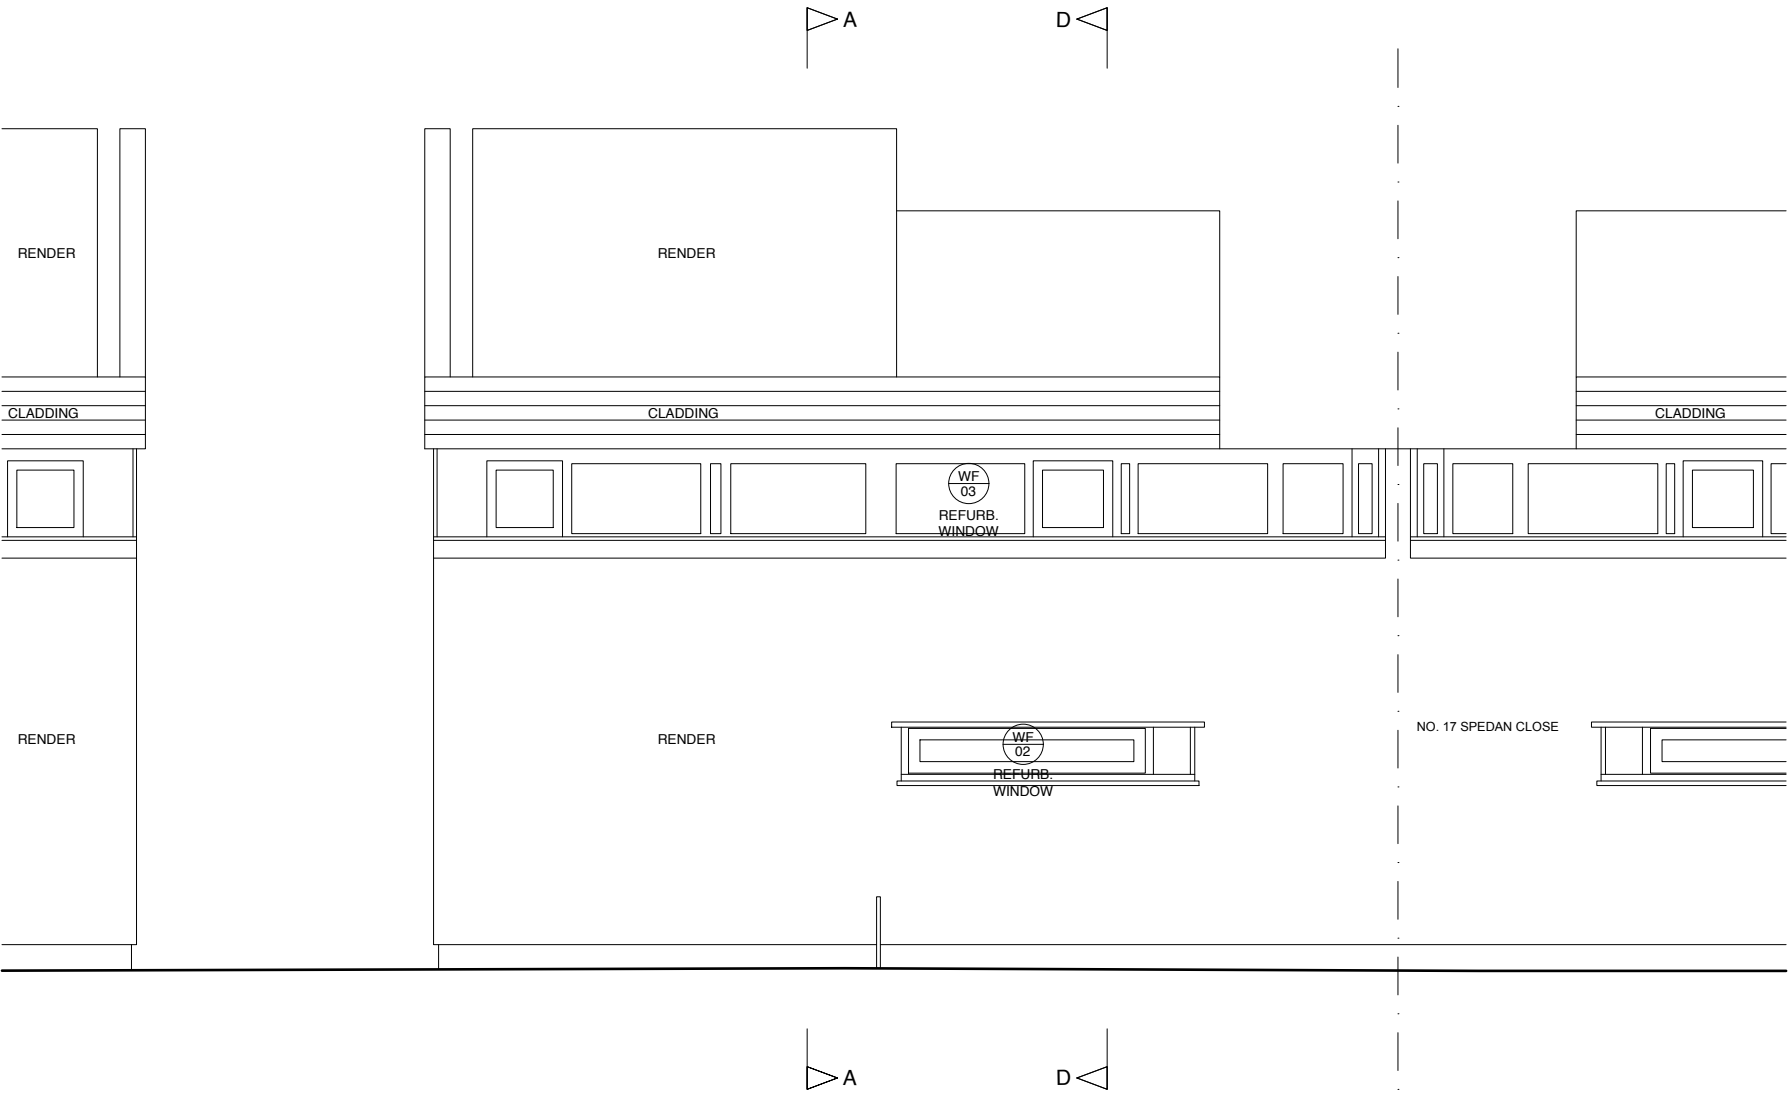 A
D
RENDER
RENDER
CLADDING
CLADDING
CLADDING
WF
03
REFURB.
WINDOW
RENDER
RENDER
WF
02
REFURB.
WINDOW
NO. 17 SPEDAN CLOSE
A
D